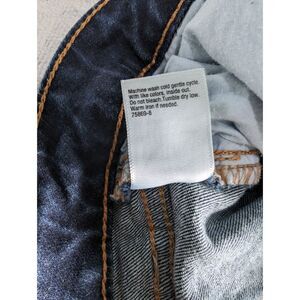 Machine wash cold gentle cycle.
With like colors, inside out.
Do not bleach.Tumble dry low.
Warm iron if needed.
75869-8